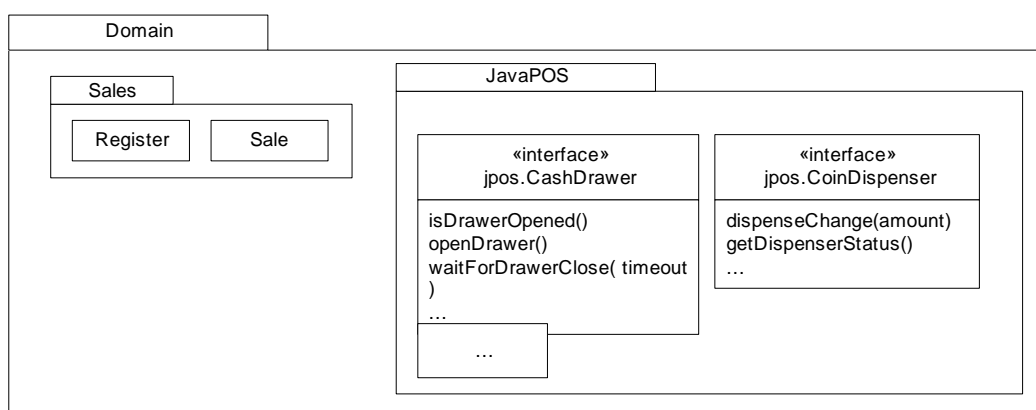 Domain
Sales
Register
Sale
JavaPOS
«interface»
jpos.CashDrawer
isDrawerOpened()
openDrawer()
waitForDrawerClose( timeout
)
…
…
«interface»
jpos.CoinDispenser
dispenseChange(amount)
getDispenserStatus()
…